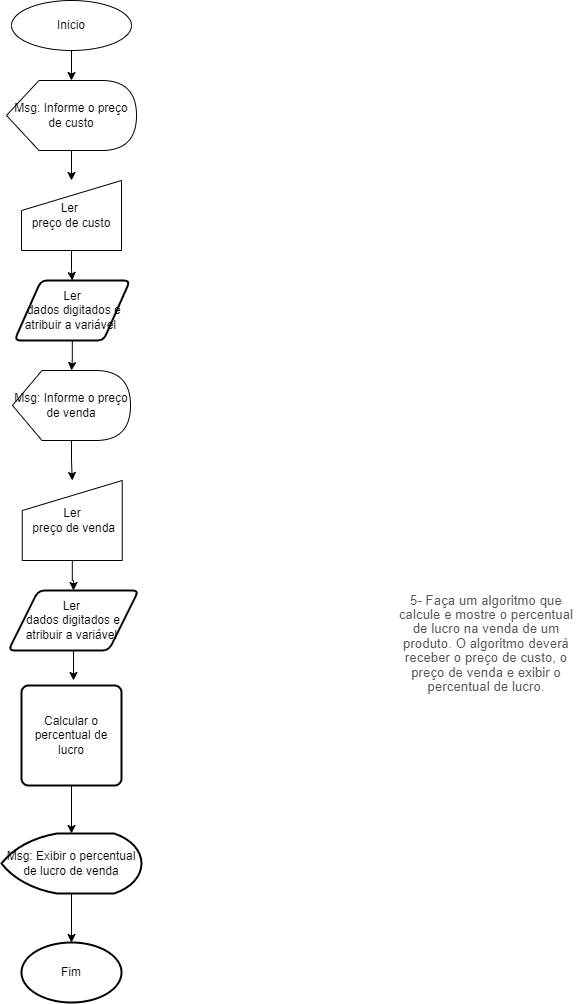 Inicio
Msg: Informe o preço
de custo
Ler
preço de custo
Ler
dados digitados e
atribuir a variável
Msg: Informe o preço
de venda
Ler
preço de venda
Ler
dados digitados e
atribuir a variável
Calcular o
percentual de
lucro
Msg: Exibir o percentual
de lucro de venda
Fim
5- Faça um algoritmo que
calcule e mostre o percentual
de lucro na venda de um
produto. O algoritmo deverá
receber o preço de custo, o
preço de venda e exibir o
percentual de lucro.